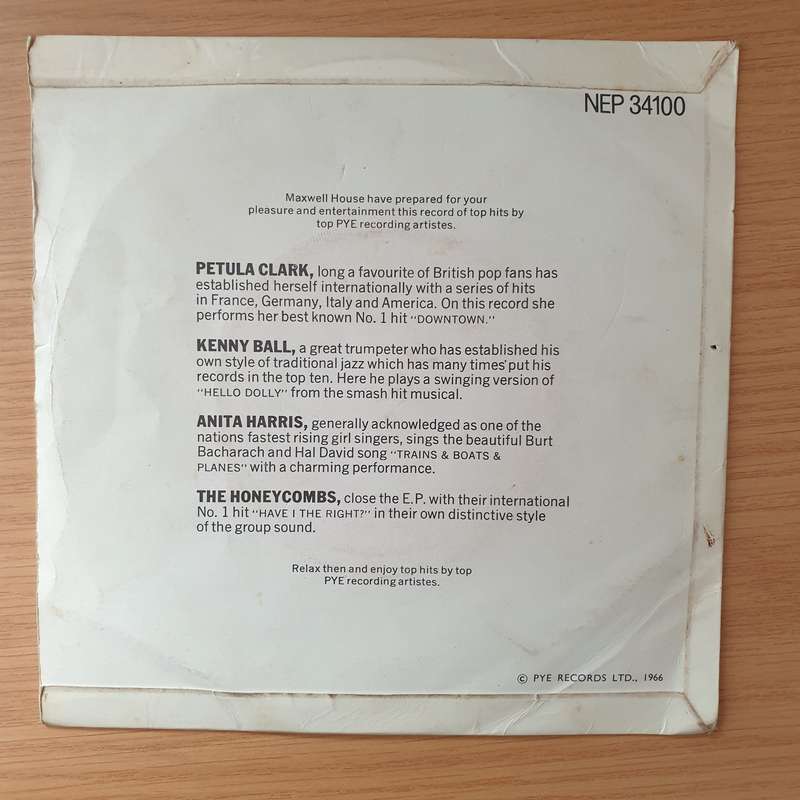 NEP 34100
Maxwell House have prepared for your
pleasure and entertainment this record of top hits by
top PYE recording artistes.
PETULA CLARK, long a favourite of British pop fans has
established herself internationally with a series of hits
in France, Germany, Italy and America. On this record she
performs her best known No. 1 hit "DOWNTOWN."
KENNY BALL, a great trumpeter who has established his
own style of traditional jazz which has many times put his
records in the top ten. Here he plays a swinging version of
"HELLO DOLLY" from the smash hit musical.
ANITA HARRIS, generally acknowledged as one of the
nations fastest rising girl singers, sings the beautiful Burt
Bacharach and Hal David song "TRAINS & BOATS &
PLANES" with a charming performance.
THE HONEYCOMBS, close the E.P. with their international
No. 1 hit "HAVE I THE RIGHT?" in their own distinctive style
of the group sound.
Relax then and enjoy top hits by top
PYE recording artistes.
© PYE RECORDS LTD., 1966